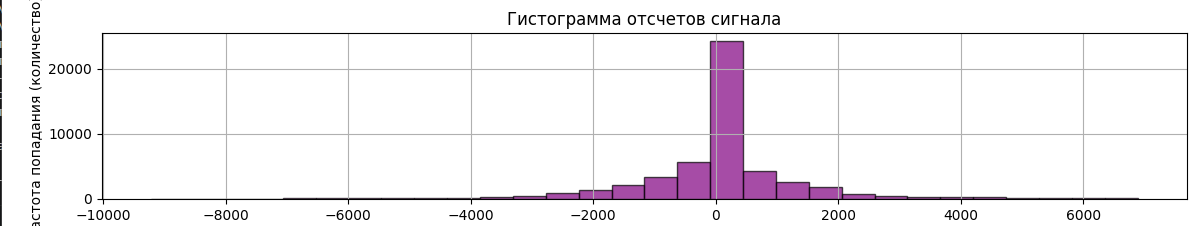 Гистограмма отсчетов сигнала
астота попадания (количество)
20000
10000
0
−10000 −8000 −6000 −4000 −2000 0 2000 4000 6000